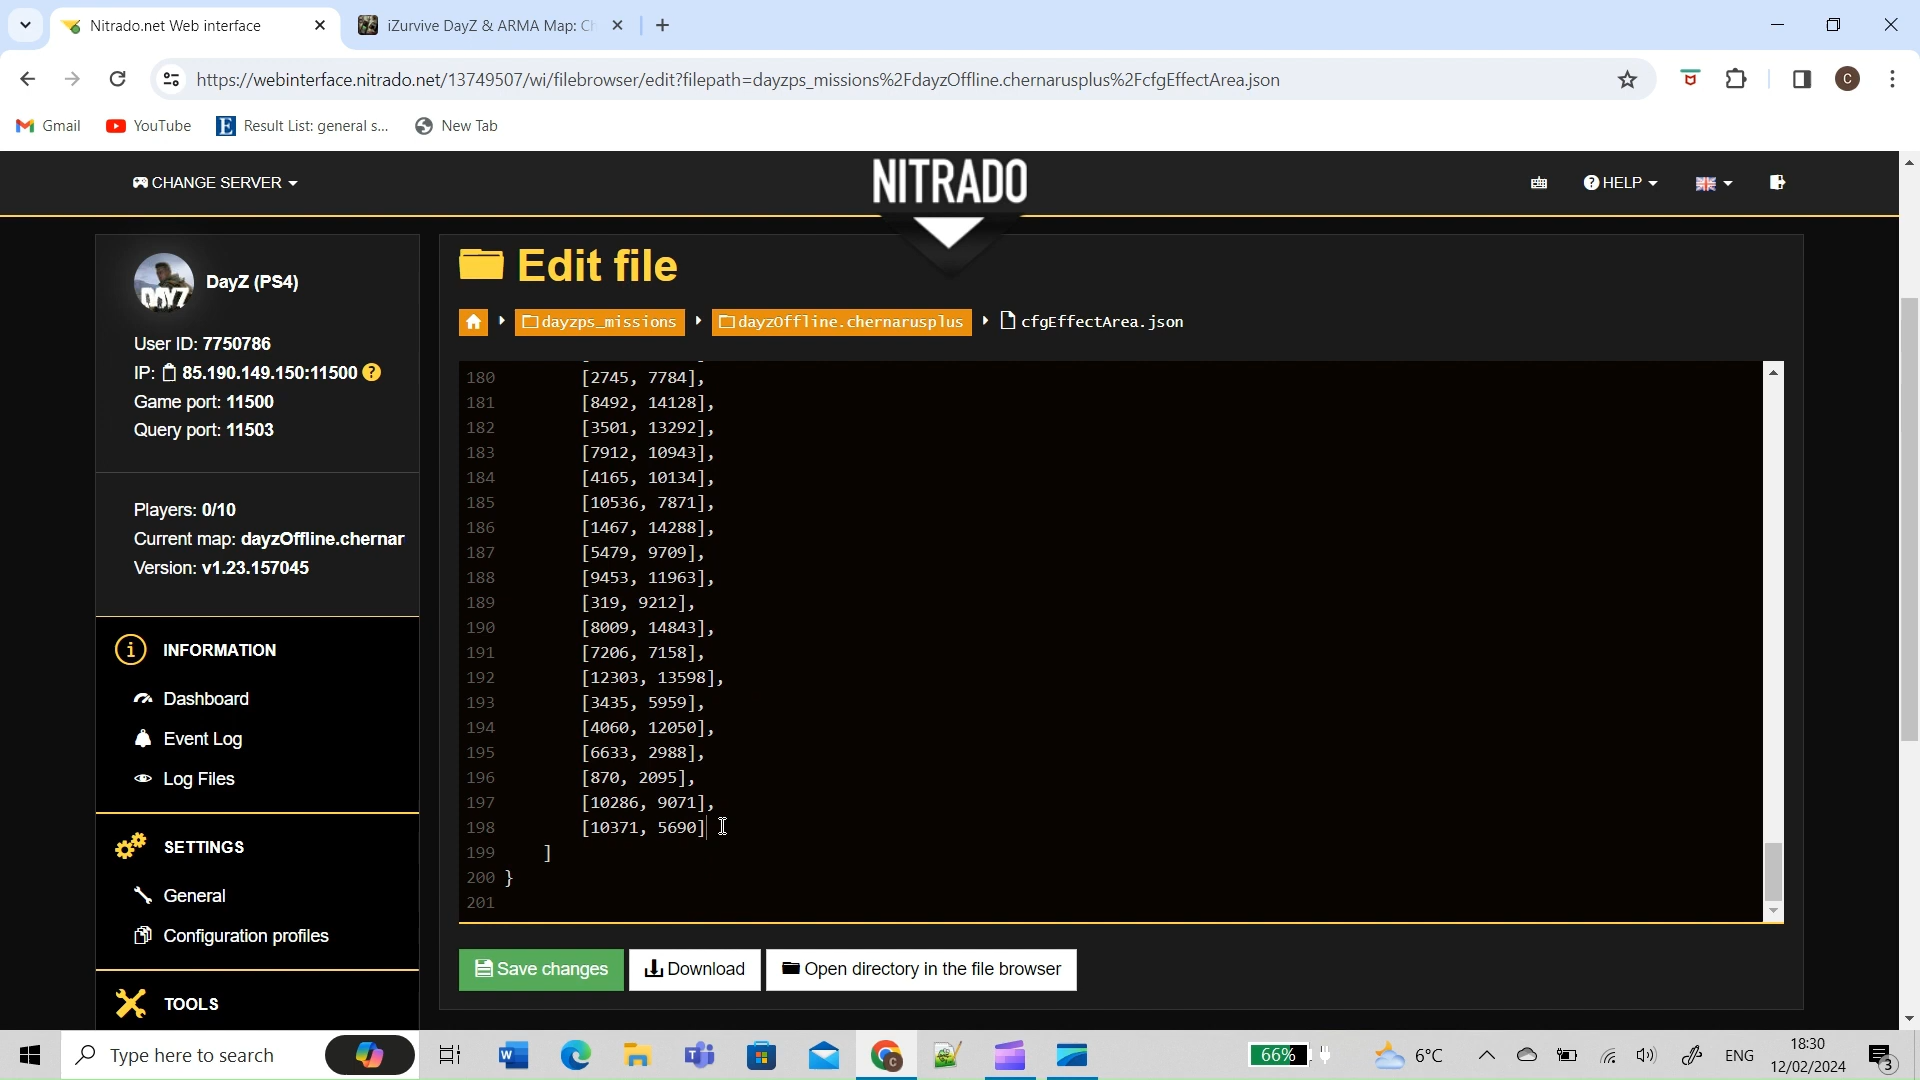 Nitrado.net Web interface
iZurvive DayZ & ARMA Map: Ch
https://webinterface.nitrado.net/13749507/wi/filebrowser/edit?filepath=dayzps_missions%2FdayzOffline.chernarusplus%2FcfgEffectArea.json
C
Gmail
YouTube
Result List: general s...
New Tab
CHANGE SERVER
NITRADO
HELP
DAYZ
DayZ (PS4)
User ID: 7750786
IP: 85.190.149.150:11500 ?
Game port: 11500
Query port: 11503
Players: 0/10
Current map: dayzOffline.chernar
Version: v1.23.157045
INFORMATION
Dashboard
Event Log
Log Files
SETTINGS
General
Configuration profiles
TOOLS
Edit file
dayzps_missions
dayzOffline.chernarusplus
cfgEffectArea.json
180 [2745, 7784],
181 [8492, 14128],
182 [3501, 13292],
183 [7912, 10943],
184 [4165, 10134],
185 [10536, 7871],
186 [1467, 14288],
187 [5479, 9709],
188 [9453, 11963],
189 [319, 9212],
190 [8009, 14843],
191 [7206, 7158],
192 [12303, 13598],
193 [3435, 5959],
194 [4060, 12050],
195 [6633, 2988],
196 [870, 2095],
197 [10286, 9071],
198 [10371, 5690]
199 ]
200 }
201
Save changes
Download
Open directory in the file browser
Type here to search
66%
6°C
ENG
18:30
12/02/2024
3